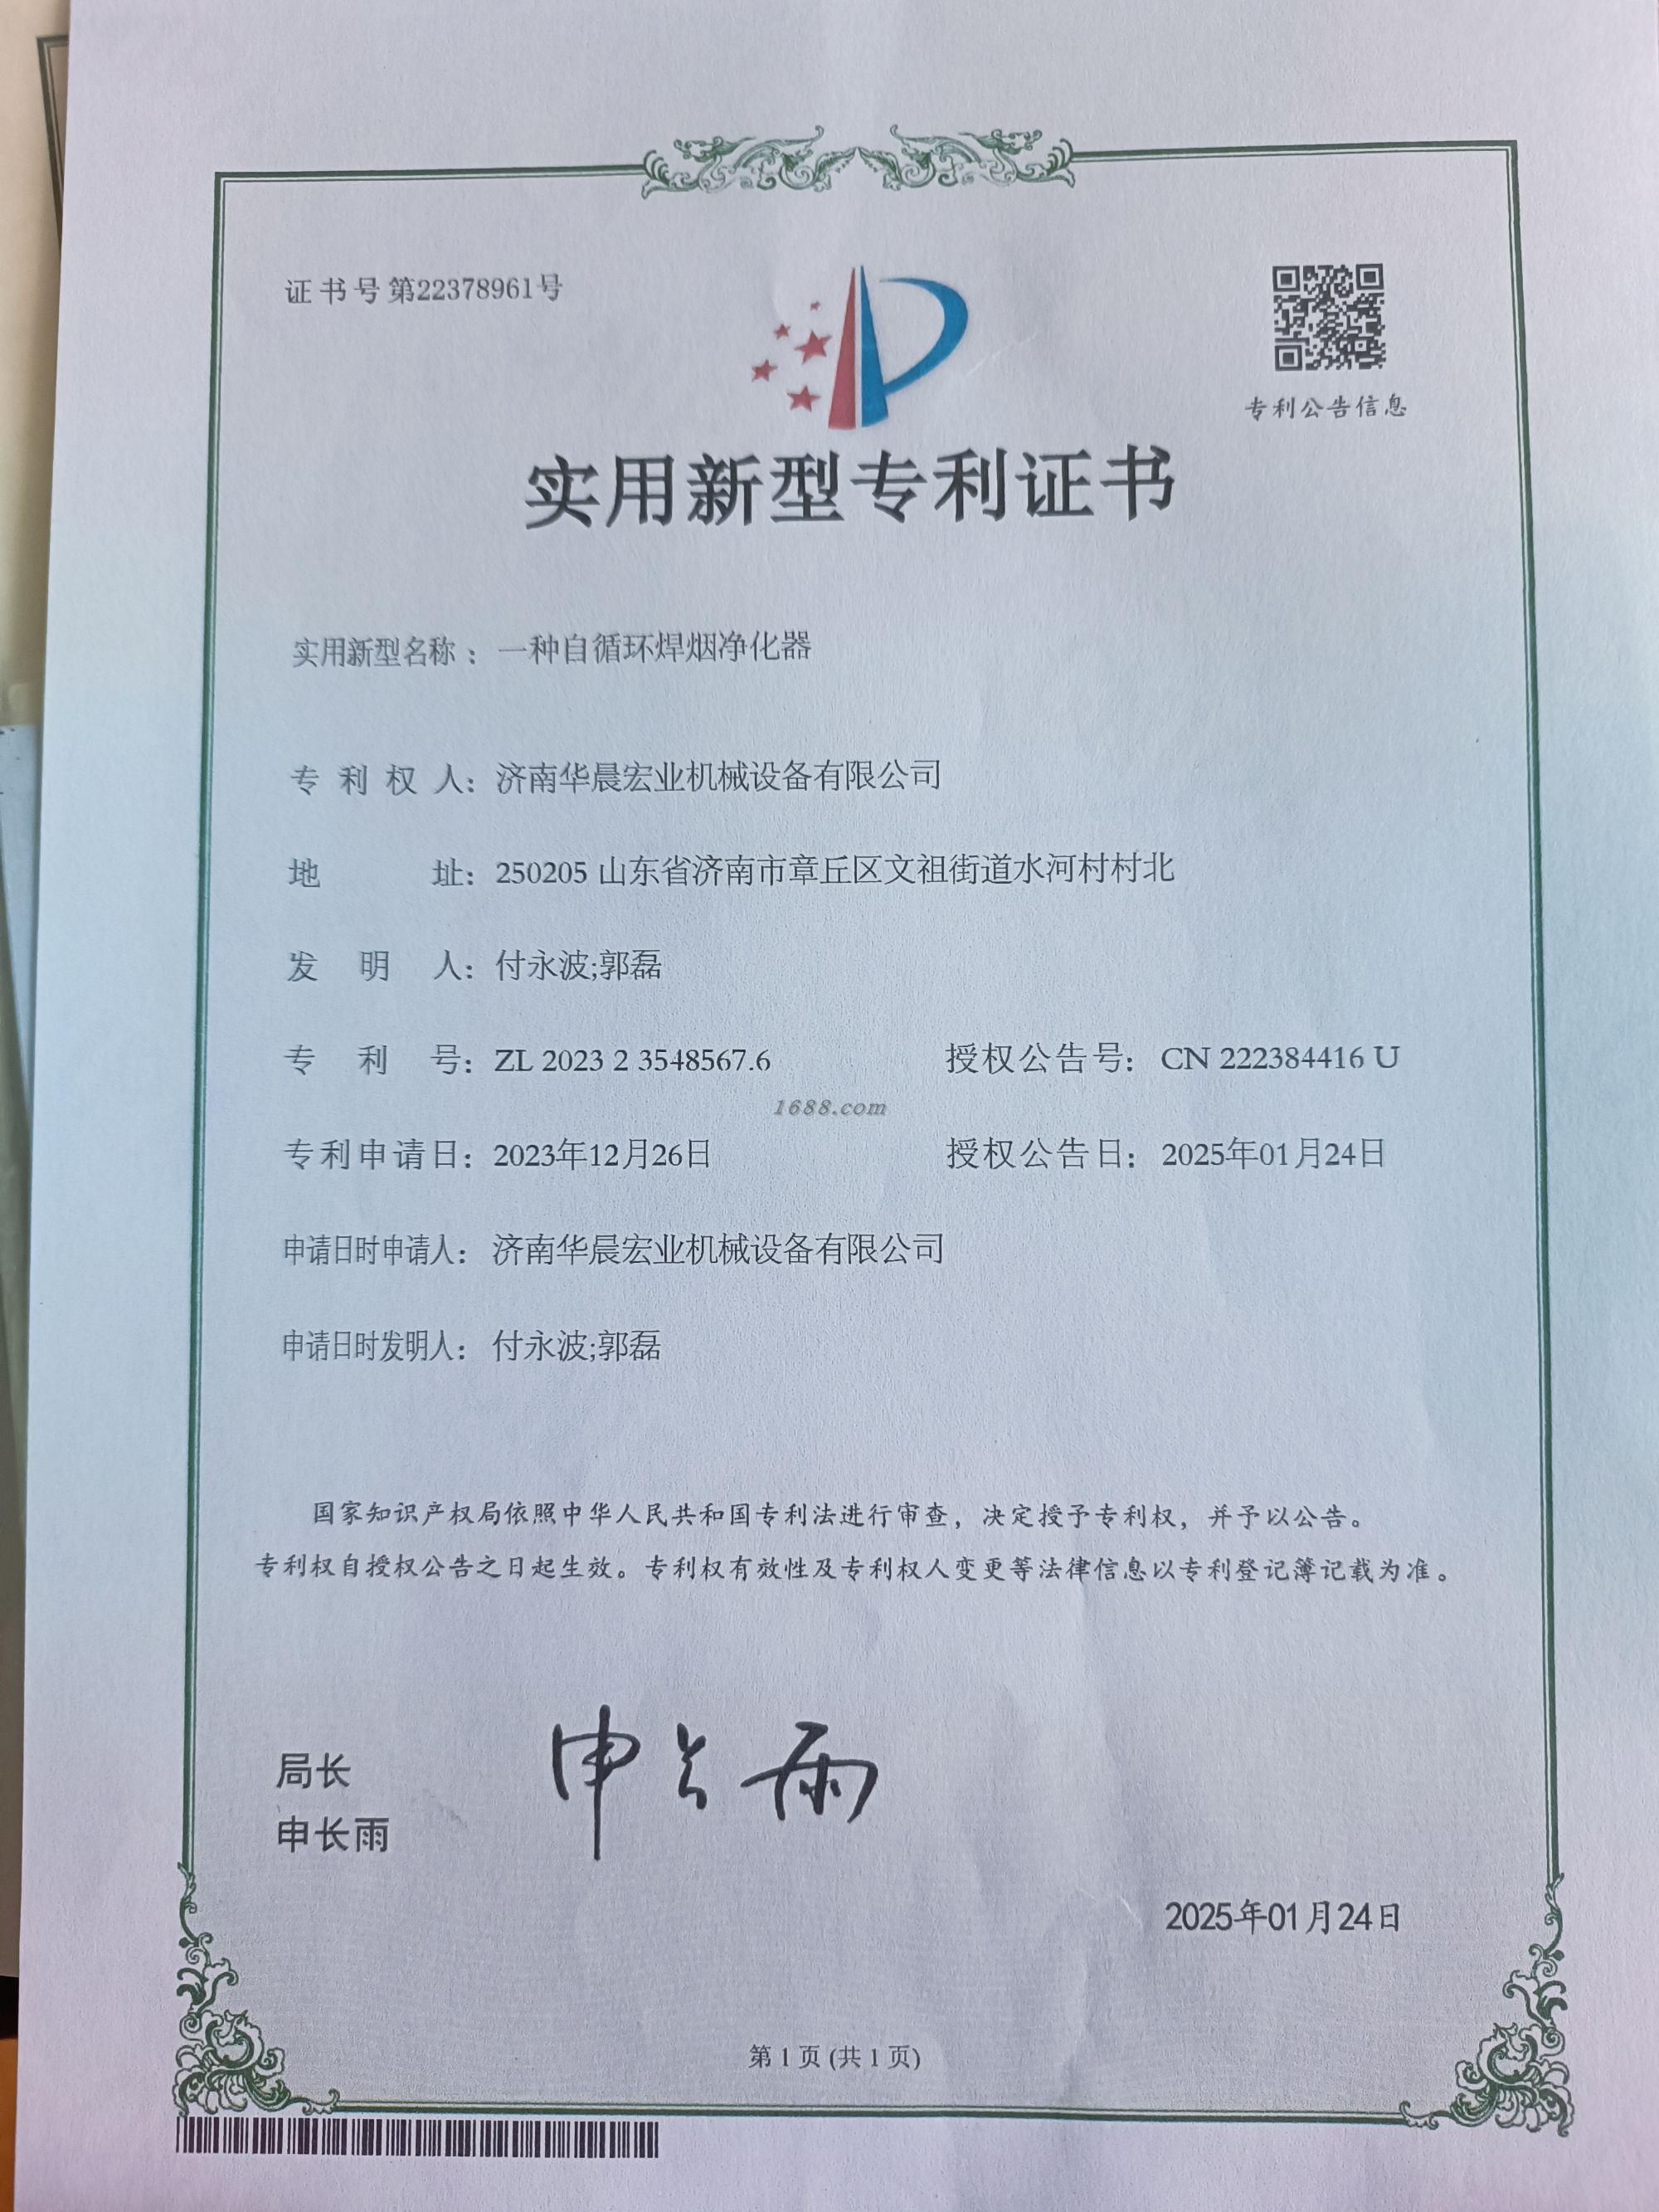 证书号第22378961号
专利公告信息
实用新型专利证书
实用新型名称：一种自循环焊烟净化器
专利权人：济南华晨宏业机械设备有限公司
地址：250205 山东省济南市章丘区文祖街道水河村村北
发明人：付永波;郭磊
专利号：ZL 2023 2 3548567.6 授权公告号：CN 222384416 U
1688.com
专利申请日：2023年12月26日 授权公告日：2025年01月24日
申请日时申请人：济南华晨宏业机械设备有限公司
申请日时发明人：付永波;郭磊
国家知识产权局依照中华人民共和国专利法进行审查，决定授予专利权，并予以公告。
专利权自授权公告之日起生效。专利权有效性及专利权人变更等法律信息以专利登记簿记载为准。
局长
申长雨
申长雨
2025年01月24日
第 1 页 (共 1 页)